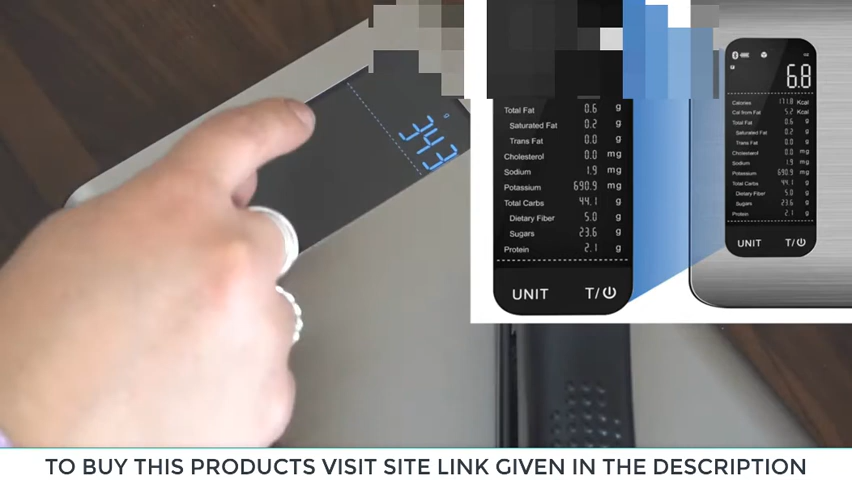 343
g
Total Fat 0.6 g
Saturated Fat 0.2 g
Trans Fat 0.0 g
Cholesterol 0.0 mg
Sodium 1.9 mg
Potassium 690.9 mg
Total Carbs 44.1 g
Dietary Fiber 5.0 g
Sugars 23.6 g
Protein 2.1 g
UNIT T/
6.8
Calories 171.8 Kcal
Cal from Fat 5.2 Kcal
Total Fat 0.6 g
Saturated Fat 0.2 g
Trans Fat 0.0 g
Cholesterol 0.0 mg
Sodium 1.9 mg
Potassium 690.9 mg
Total Carbs 44.1 g
Dietary Fiber 5.0 g
Sugars 23.6 g
Protein 2.1 g
UNIT T/
TO BUY THIS PRODUCTS VISIT SITE LINK GIVEN IN THE DESCRIPTION